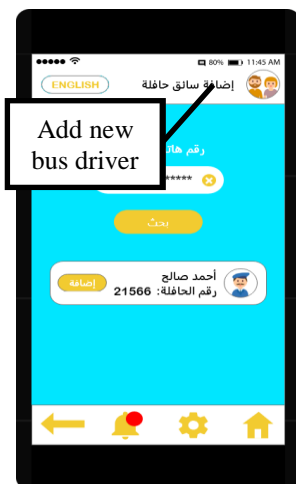 80% 11:45 AM
إضافة سائق حافلة
ENGLISH
Add new
bus driver
رقم
*****
بحث
أحمد صالح
رقم الحافلة: 21566
إضافة